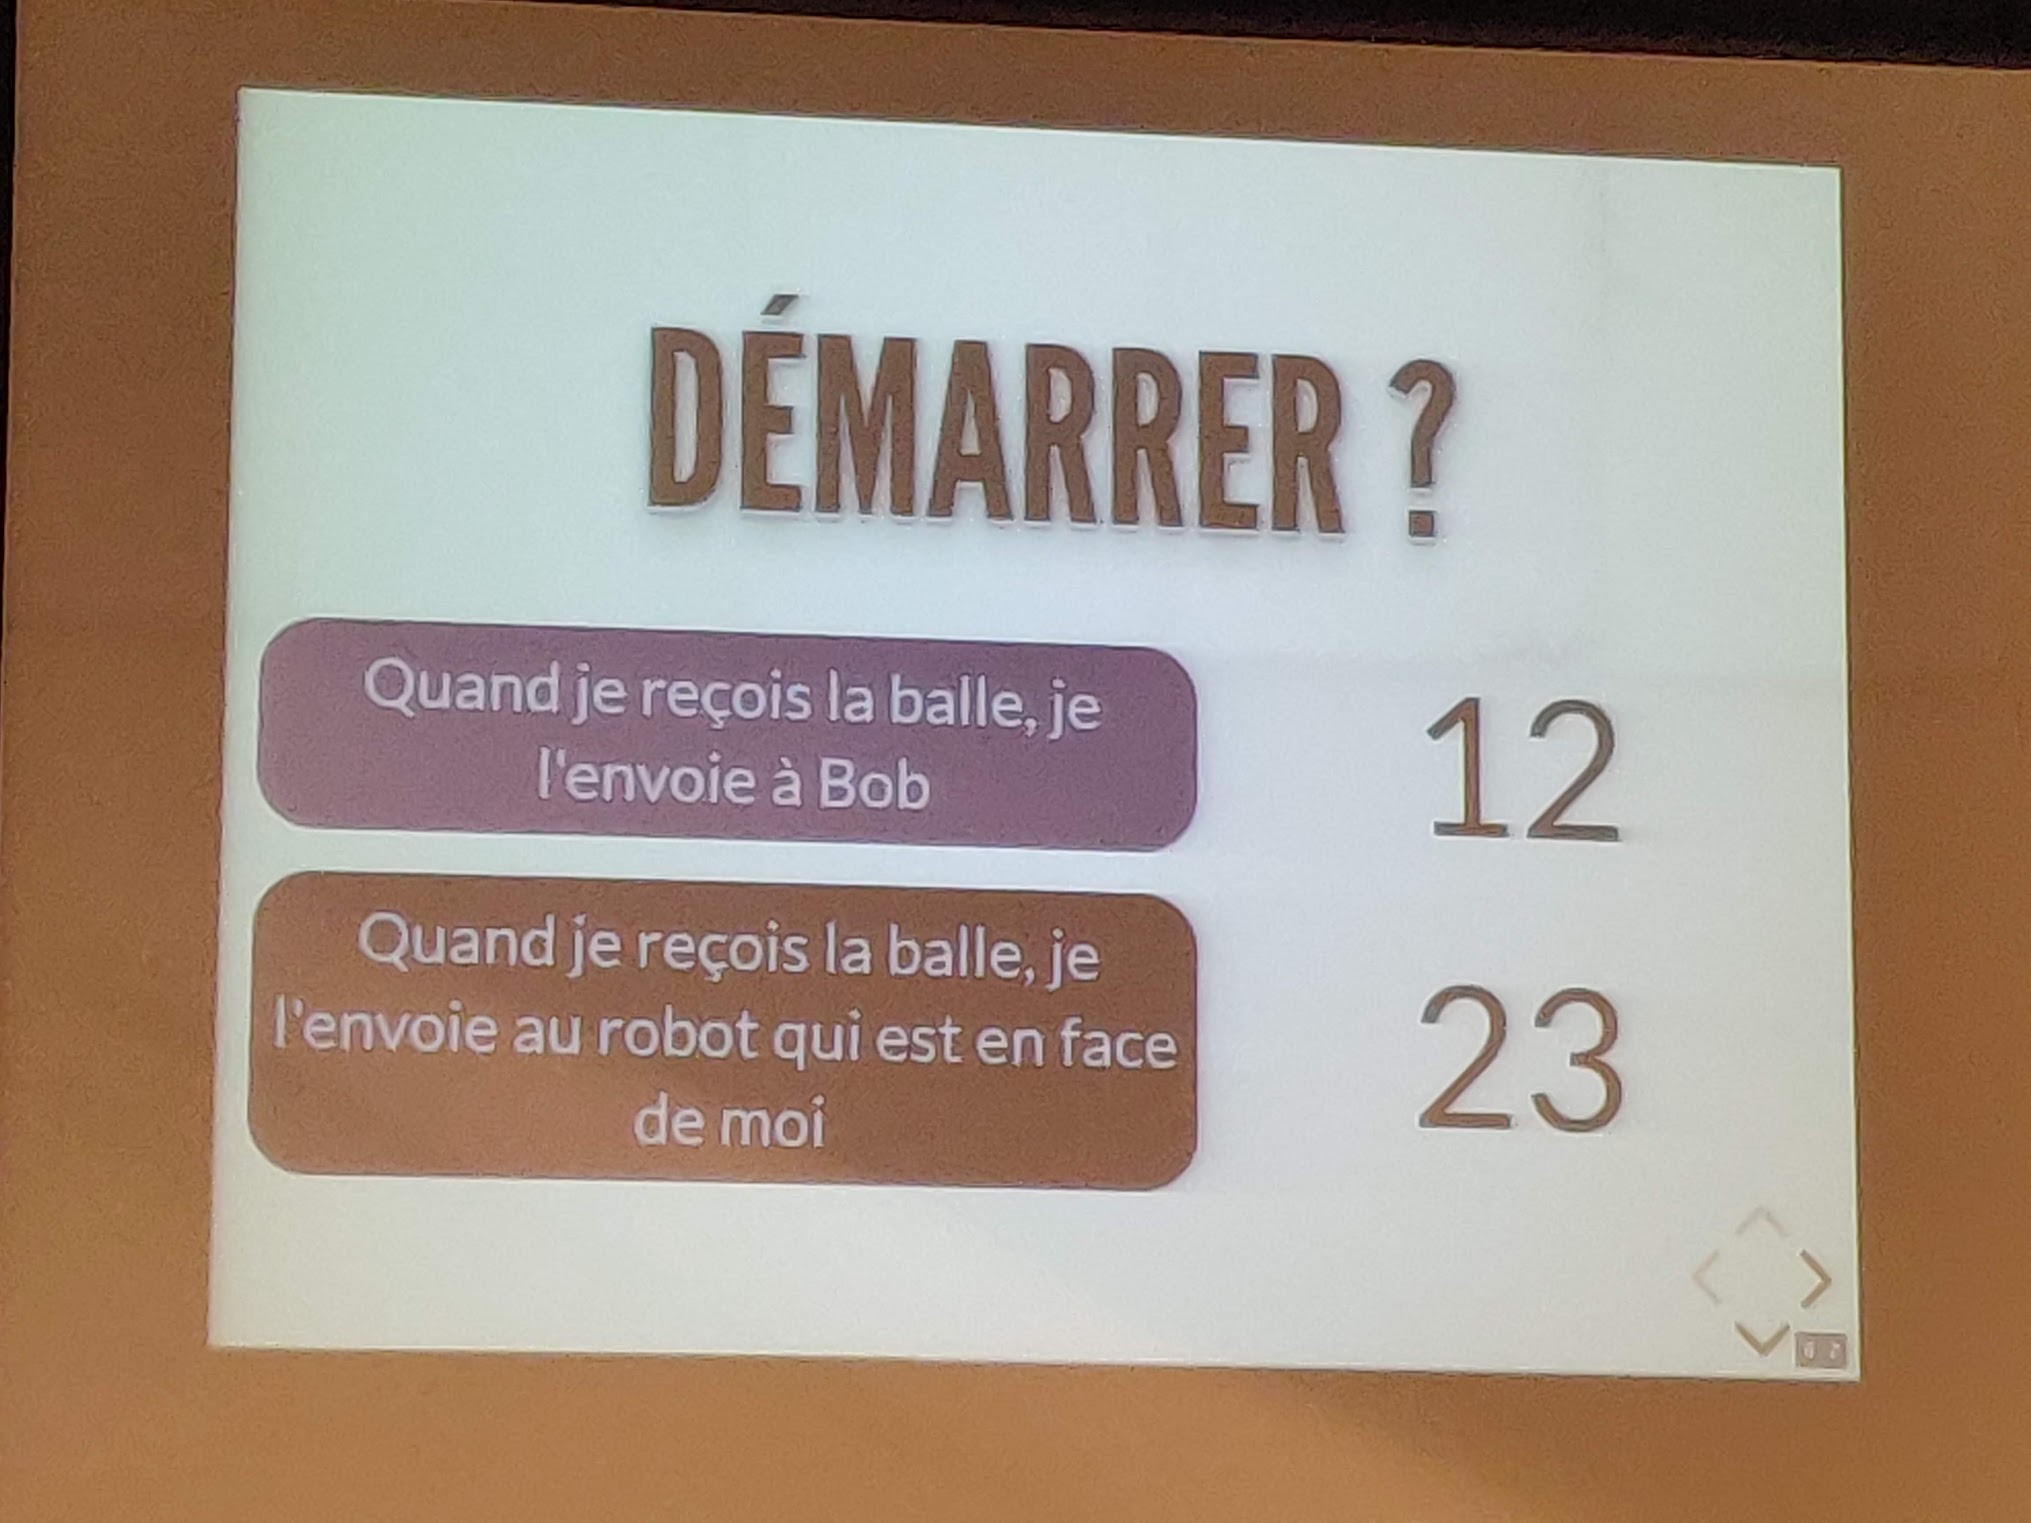 DÉMARRER ?
Quand je reçois la balle, je
l'envoie à Bob
12
Quand je reçois la balle, je
l'envoie au robot qui est en face
de moi
23